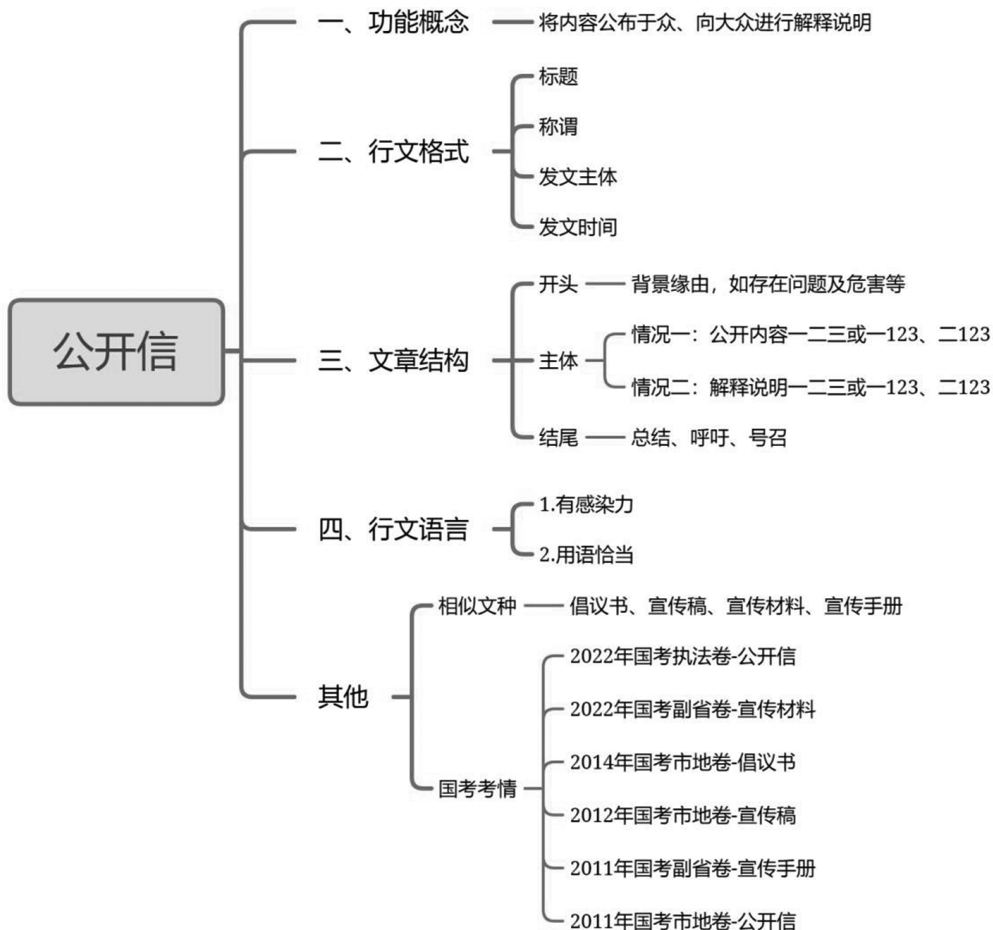 公开信
一、功能概念
将内容公布于众、向大众进行解释说明
二、行文格式
标题
称谓
发文主体
发文时间
三、文章结构
开头
背景缘由，如存在问题及危害等
主体
情况一：公开内容一二三或一123、二123
情况二：解释说明一二三或一123、二123
结尾
总结、呼吁、号召
四、行文语言
1.有感染力
2.用语恰当
其他
相似文种
倡议书、宣传稿、宣传材料、宣传手册
国考考情
2022年国考执法卷-公开信
2022年国考副省卷-宣传材料
2014年国考市地卷-倡议书
2012年国考市地卷-宣传稿
2011年国考副省卷-宣传手册
2011年国考市地卷-公开信